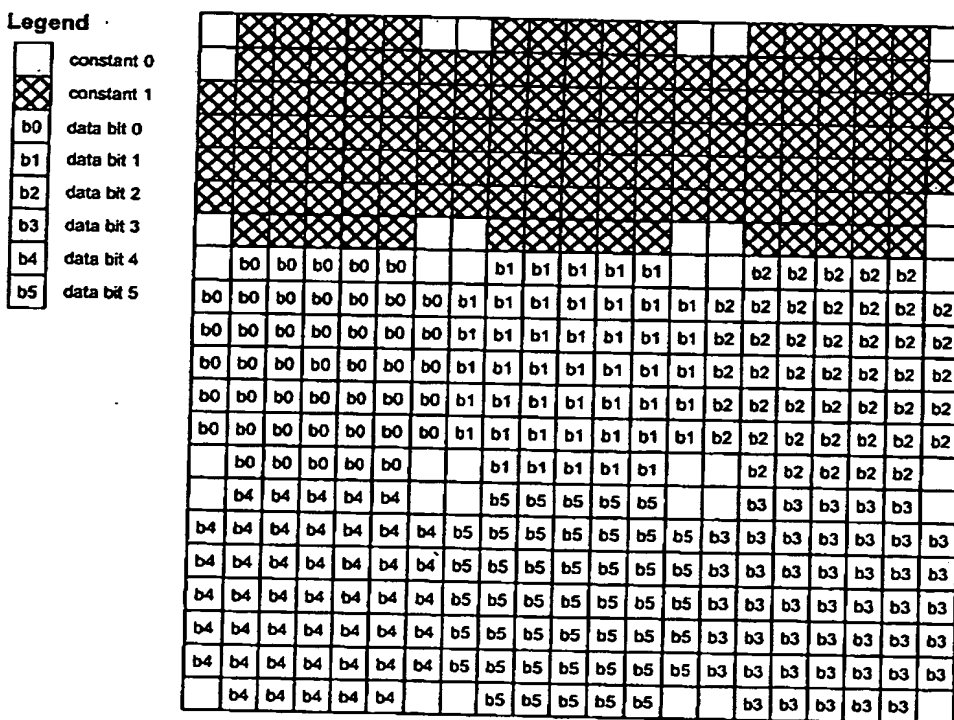 Legend
constant 0
constant 1
b0 data bit 0
b1 data bit 1
b2 data bit 2
b3 data bit 3
b4 data bit 4
b5 data bit 5
b0 b0 b0 b0 b0 b1 b1 b1 b1 b1 b2 b2 b2 b2 b2
b0 b0 b0 b0 b0 b0 b0 b1 b1 b1 b1 b1 b1 b1 b2 b2 b2 b2 b2 b2 b2
b0 b0 b0 b0 b0 b0 b0 b1 b1 b1 b1 b1 b1 b1 b2 b2 b2 b2 b2 b2 b2
b0 b0 b0 b0 b0 b0 b0 b1 b1 b1 b1 b1 b1 b1 b2 b2 b2 b2 b2 b2 b2
b0 b0 b0 b0 b0 b0 b0 b1 b1 b1 b1 b1 b1 b1 b2 b2 b2 b2 b2 b2 b2
b0 b0 b0 b0 b0 b0 b0 b1 b1 b1 b1 b1 b1 b1 b2 b2 b2 b2 b2 b2 b2
b0 b0 b0 b0 b0 b1 b1 b1 b1 b1 b2 b2 b2 b2 b2
b4 b4 b4 b4 b4 b5 b5 b5 b5 b5 b3 b3 b3 b3 b3
b4 b4 b4 b4 b4 b4 b4 b5 b5 b5 b5 b5 b5 b5 b3 b3 b3 b3 b3 b3 b3
b4 b4 b4 b4 b4 b4 b4 b5 b5 b5 b5 b5 b5 b5 b3 b3 b3 b3 b3 b3 b3
b4 b4 b4 b4 b4 b4 b4 b5 b5 b5 b5 b5 b5 b5 b3 b3 b3 b3 b3 b3 b3
b4 b4 b4 b4 b4 b4 b4 b5 b5 b5 b5 b5 b5 b5 b3 b3 b3 b3 b3 b3 b3
b4 b4 b4 b4 b4 b4 b4 b5 b5 b5 b5 b5 b5 b5 b3 b3 b3 b3 b3 b3 b3
b4 b4 b4 b4 b4 b5 b5 b5 b5 b5 b3 b3 b3 b3 b3